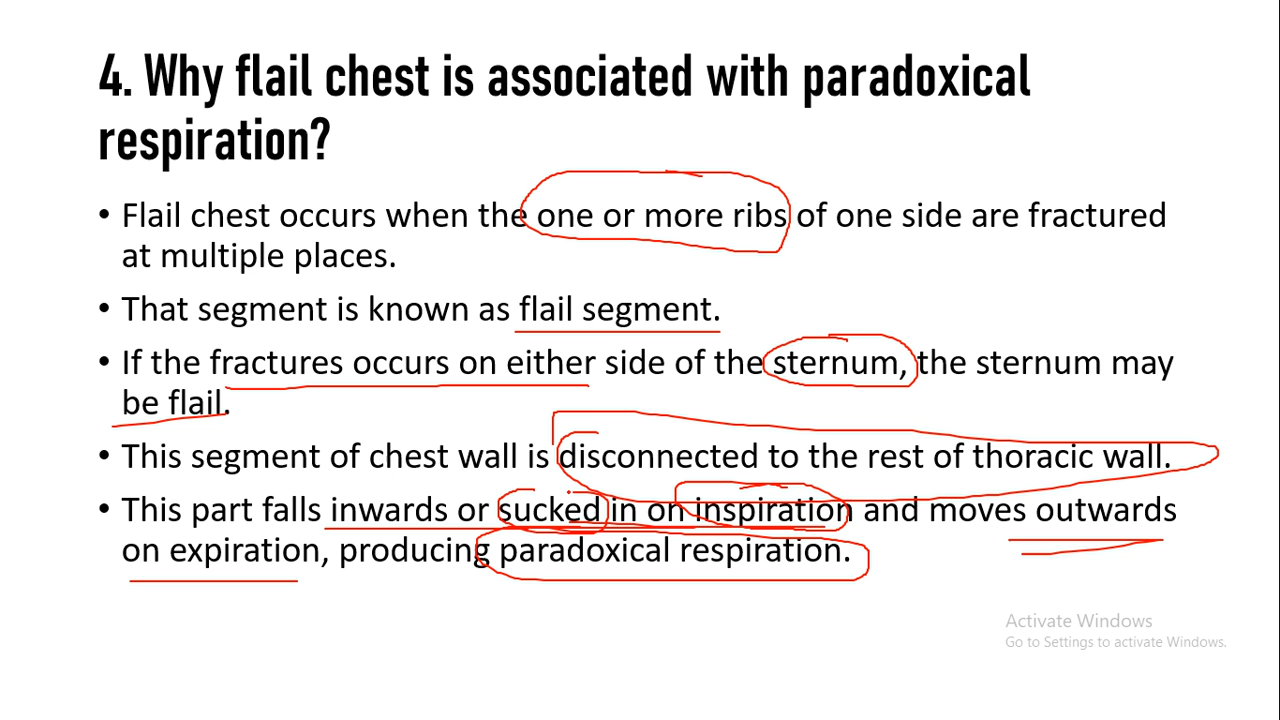 4. Why flail chest is associated with paradoxical
respiration?
• Flail chest occurs when the one or more ribs of one side are fractured
at multiple places.
• That segment is known as flail segment.
• If the fractures occurs on either side of the sternum, the sternum may
be flail.
• This segment of chest wall is disconnected to the rest of thoracic wall.
• This part falls inwards or sucked in on inspiration and moves outwards
on expiration, producing paradoxical respiration.
Activate Windows
Go to Settings to activate Windows.